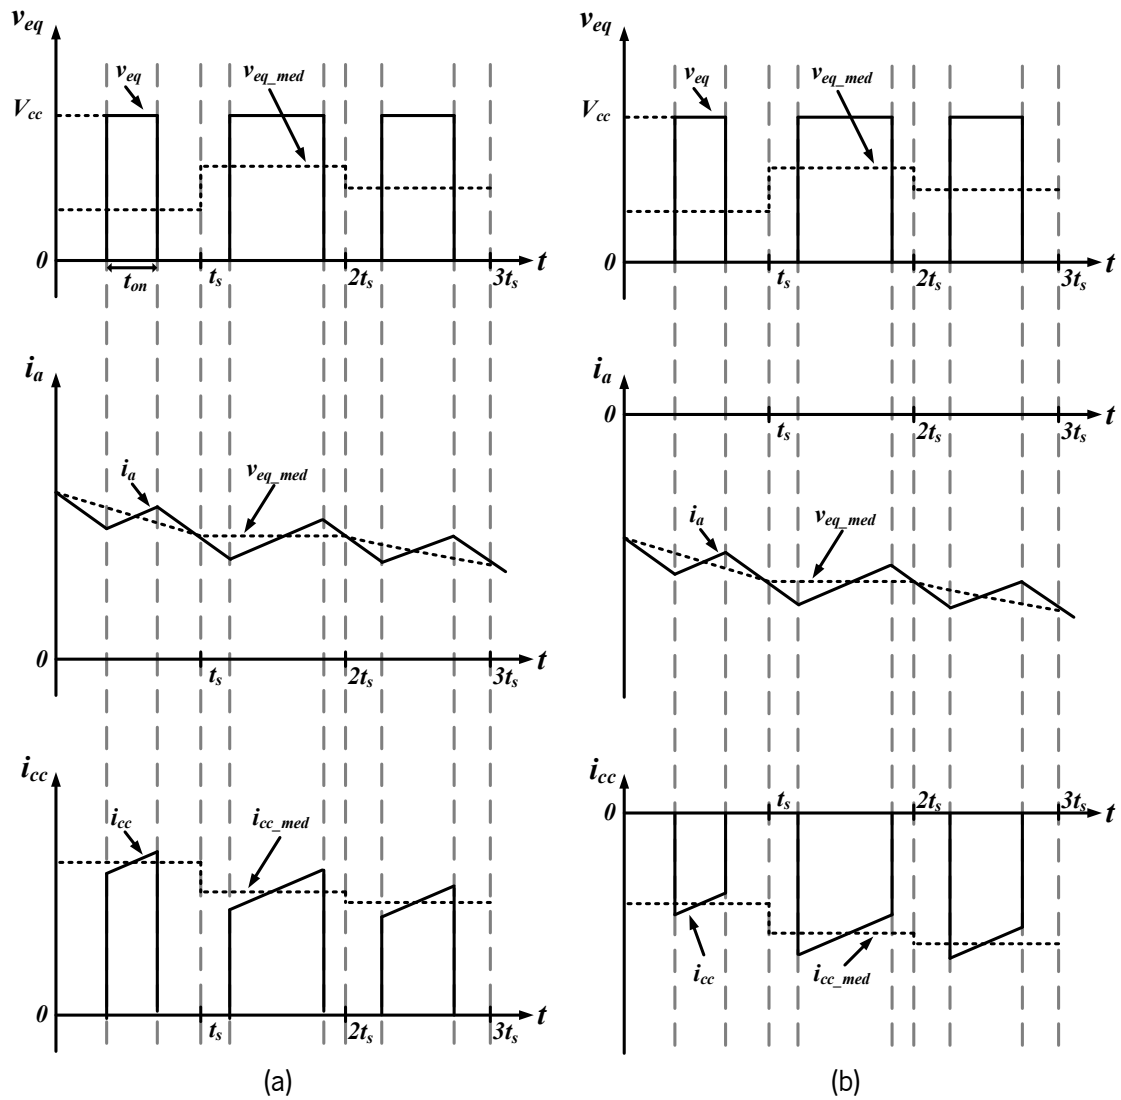 v_eq
v_eq
v_eq_med
V_cc
0
t_on
t_s
2t_s
3t_s
t
i_a
i_a
v_eq_med
0
t_s
2t_s
3t_s
t
i_cc
i_cc
i_cc_med
0
t_s
2t_s
3t_s
t
(a)
v_eq
v_eq
v_eq_med
V_cc
0
t_s
2t_s
3t_s
t
i_a
0
t_s
2t_s
3t_s
t
i_a
v_eq_med
i_cc
0
t_s
2t_s
3t_s
t
i_cc
i_cc_med
(b)